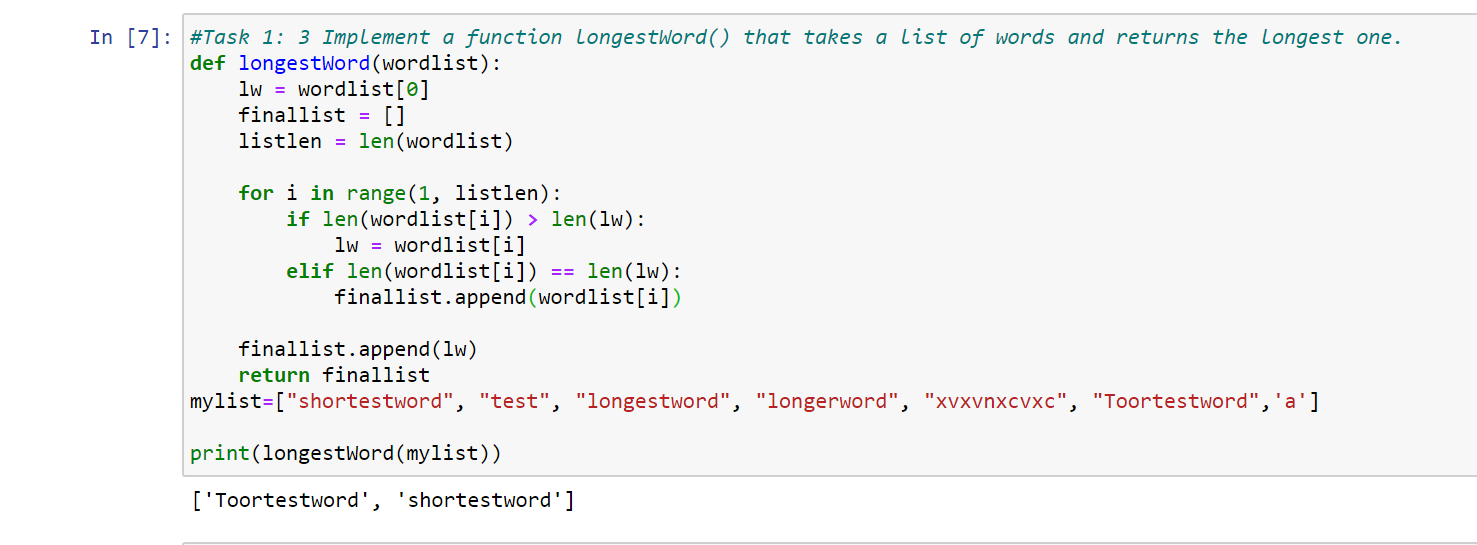 In [7]: #Task 1: 3 Implement a function longestWord() that takes a list of words and returns the longest one.
def longestWord(wordlist):
    lw = wordlist[0]
    finallist = []
    listlen = len(wordlist)
    for i in range(1, listlen):
        if len(wordlist[i]) > len(lw):
            lw = wordlist[i]
        elif len(wordlist[i]) == len(lw):
            finallist.append(wordlist[i])
    finallist.append(lw)
    return finallist
mylist=["shortestword", "test", "longestword", "longerword", "xvxvnxcvxc", "Toortestword",'a']
print(longestWord(mylist))
['Toortestword', 'shortestword']